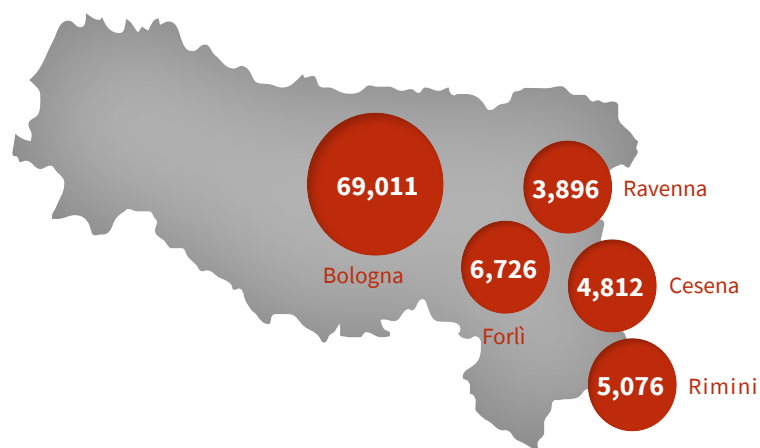 69,011
Bologna
3,896
Ravenna
6,726
Forlì
4,812
Cesena
5,076
Rimini